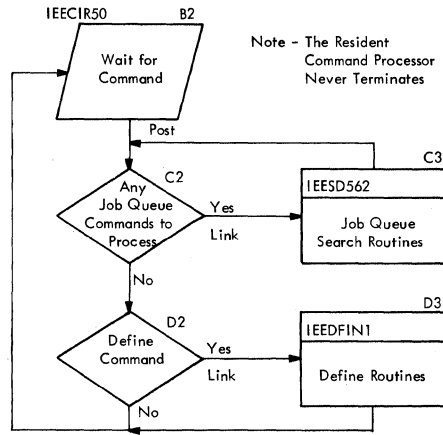 IEECIR50 B2
Wait for
Command
Note - The Resident
Command Processor
Never Terminates
Post
C2
Any
Job Queue
Commands to
Process
Yes
Link
No
C3
IEESD562
Job Queue
Search Routines
D2
Define
Command
Yes
Link
No
D3
IEEDFIN1
Define Routines